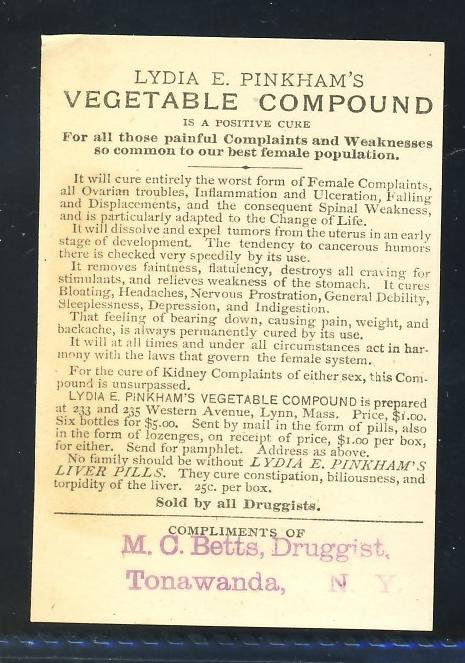 LYDIA E. PINKHAM'S
VEGETABLE COMPOUND
IS A POSITIVE CURE
For all those painful Complaints and Weaknesses
so common to our best female population.
It will cure entirely the worst form of Female Complaints,
all Ovarian troubles, Inflammation and Ulceration, Falling
and Displacements, and the consequent Spinal Weakness,
and is particularly adapted to the Change of Life.
It will dissolve and expel tumors from the uterus in an early
stage of development. The tendency to cancerous humors
there is checked very speedily by its use.
It removes faintness, flatulency, destroys all craving for
stimulants, and relieves weakness of the stomach. It cures
Bloating, Headaches, Nervous Prostration, General Debility,
Sleeplessness, Depression, and Indigestion.
That feeling of bearing down, causing pain, weight, and
backache, is always permanently cured by its use.
It will at all times and under all circumstances act in har-
mony with the laws that govern the female system.
For the cure of Kidney Complaints of either sex, this Com-
pound is unsurpassed.
LYDIA E. PINKHAM'S VEGETABLE COMPOUND is prepared
at 233 and 235 Western Avenue, Lynn, Mass. Price, $1.00.
Six bottles for $5.00. Sent by mail in the form of pills, also
in the form of lozenges, on receipt of price, $1.00 per box,
for either. Send for pamphlet. Address as above.
No family should be without LYDIA E. PINKHAM'S
LIVER PILLS. They cure constipation, biliousness, and
torpidity of the liver. 25c. per box.
Sold by all Druggists.
COMPLIMENTS OF
M. C. Betts, Druggist,
Tonawanda, N. Y.